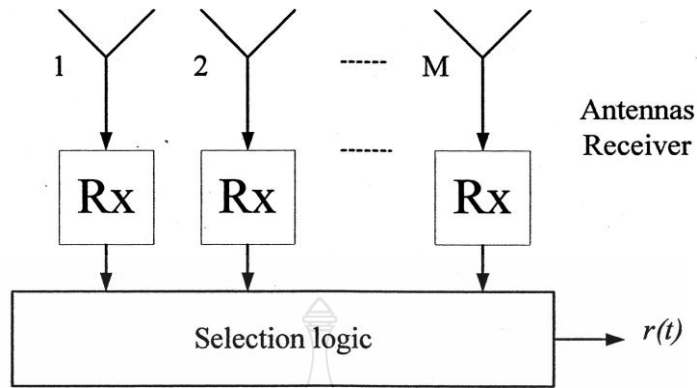 1
2
M
Antennas
Receiver
Rx
Rx
Rx
Selection logic
r(t)